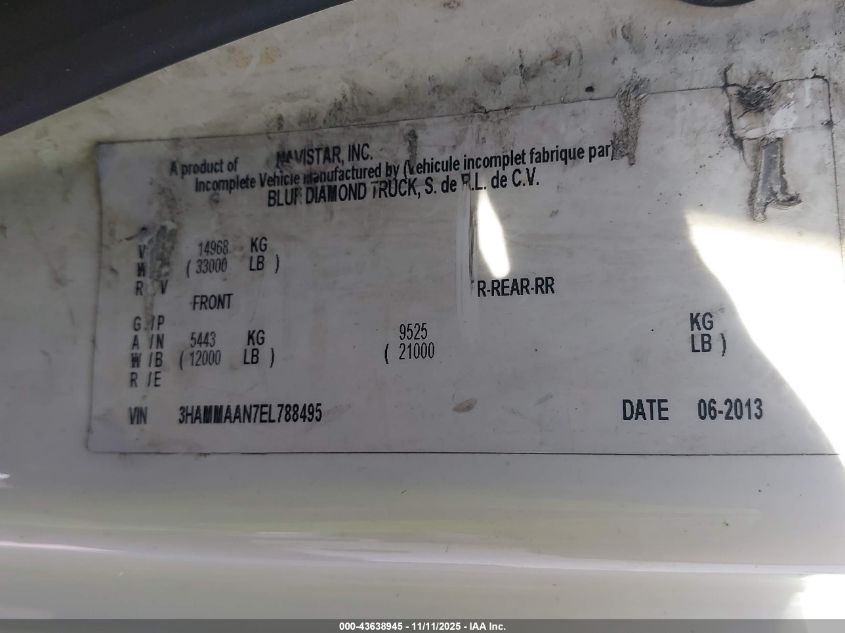 A product of NAVISTAR, INC.
Incomplete Vehicle manufactured by (vehicule incomplet fabrique par)
BLUE DIAMOND TRUCK, S. de R.L. de C.V.
V 14968 KG
W ( 33000 LB )
R V
FRONT R-REAR-RR
G /P
A /N 5443 KG 9525 KG
W /B ( 12000 LB ) ( 21000 LB )
R /E
VIN 3HAMMAAN7EL788495 DATE 06-2013
000-43638945 - 11/11/2025 - IAA Inc.